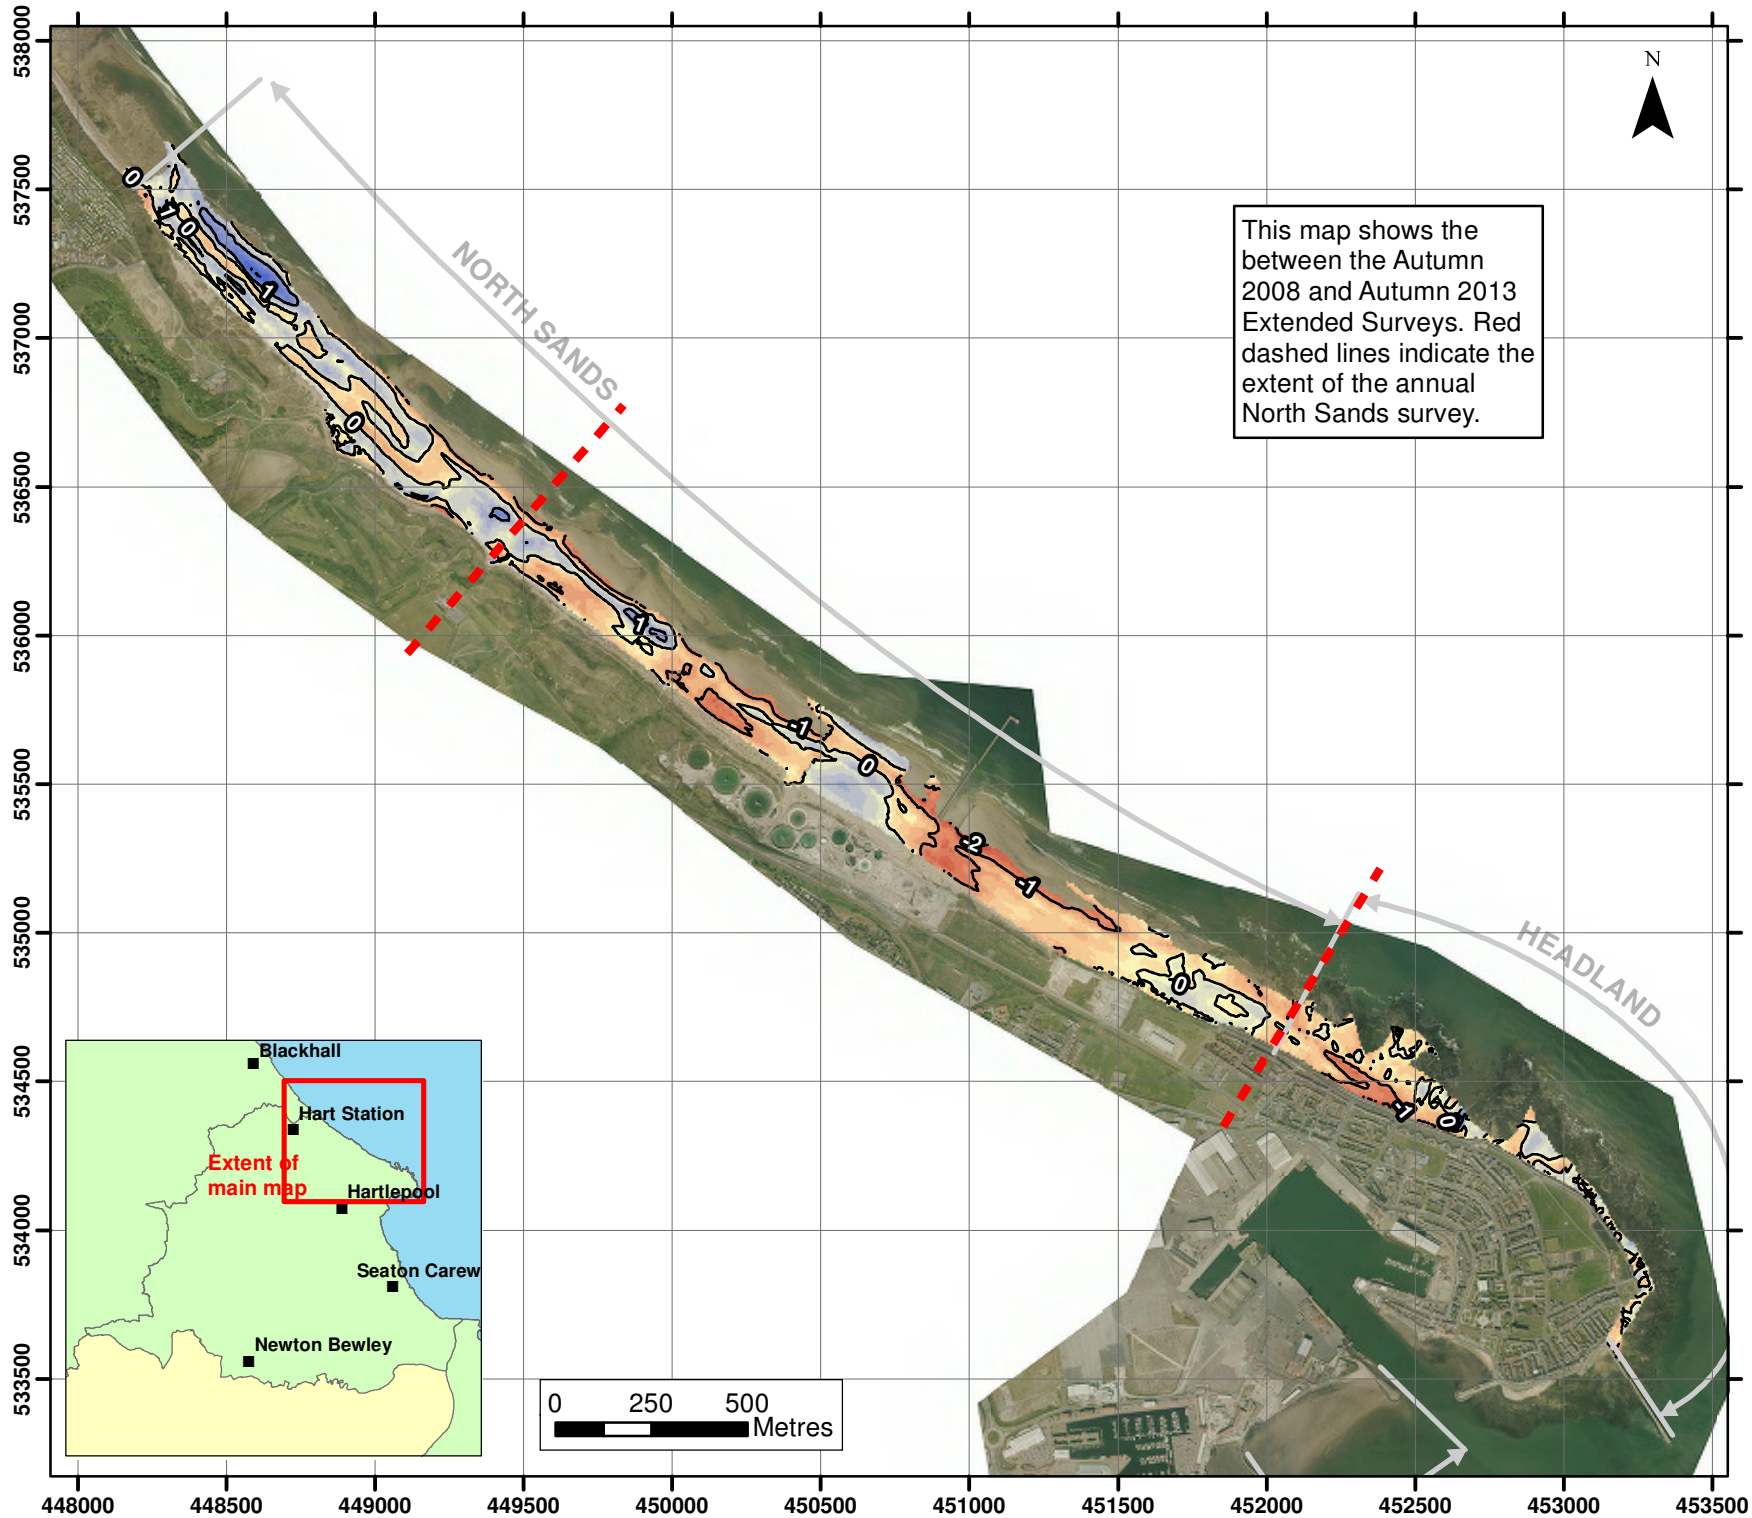 538000
537500
537000
536500
536000
535500
535000
534500
534000
533500
N
NORTH SANDS
HEADLAND
This map shows the
between the Autumn
2008 and Autumn 2013
Extended Surveys. Red
dashed lines indicate the
extent of the annual
North Sands survey.
0
1
0
1
0
1
-1
0
-2
-1
0
-1
0
Blackhall
Hart Station
Extent of
main map
Hartlepool
Seaton Carew
Newton Bewley
0 250 500
Metres
448000 448500 449000 449500 450000 450500 451000 451500 452000 452500 453000 453500